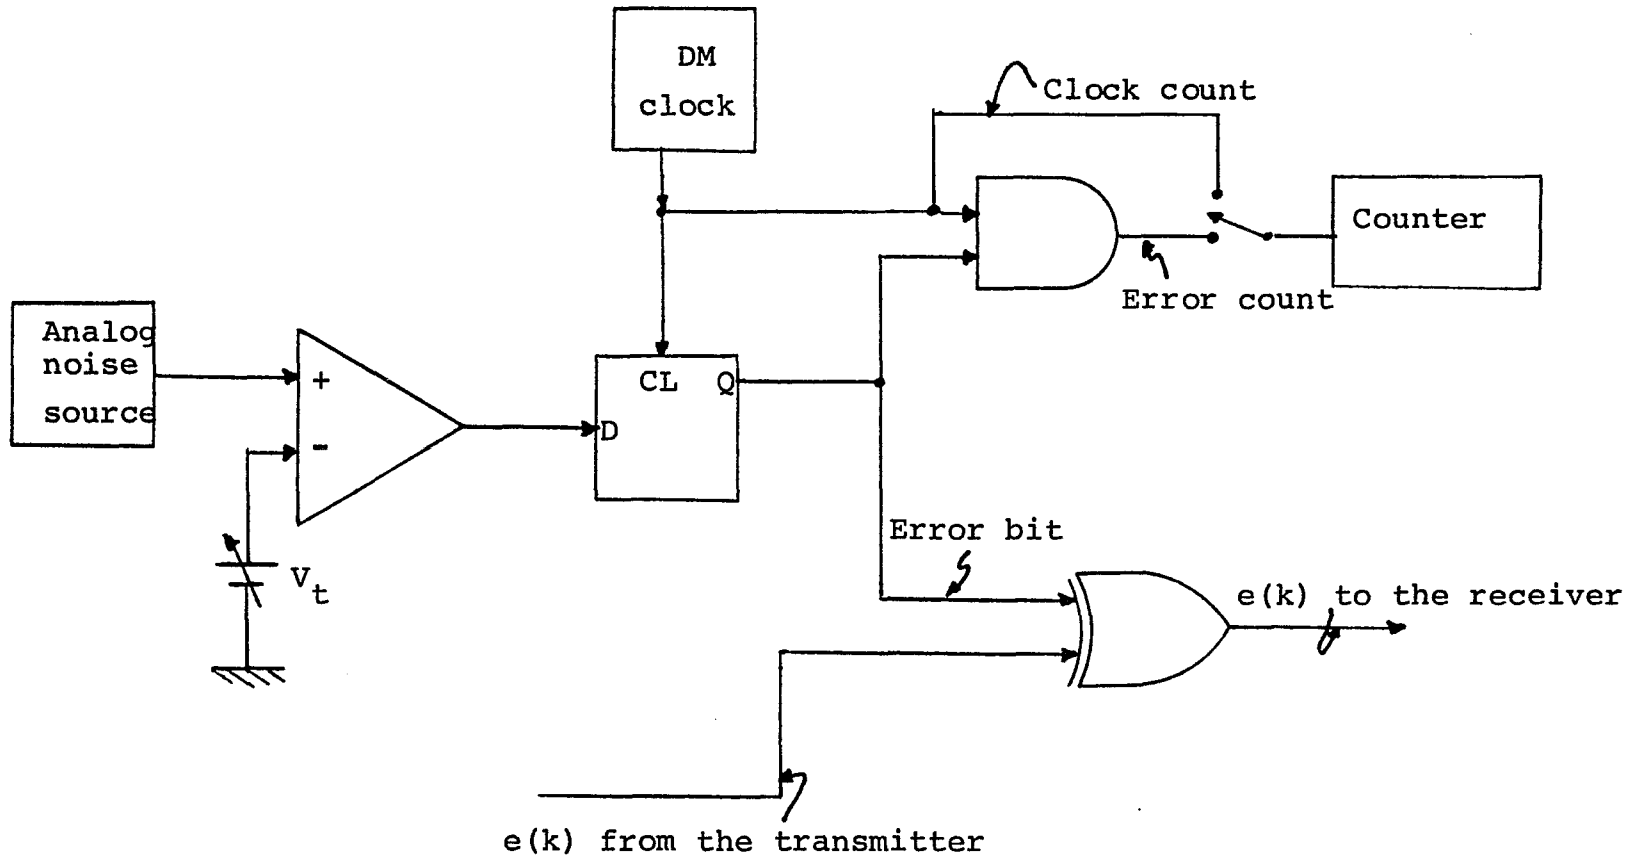 DM
clock
Clock count
Counter
Error count
Analog
noise
source
+
-
CL Q
D
Vt
Error bit
e(k) to the receiver
e(k) from the transmitter